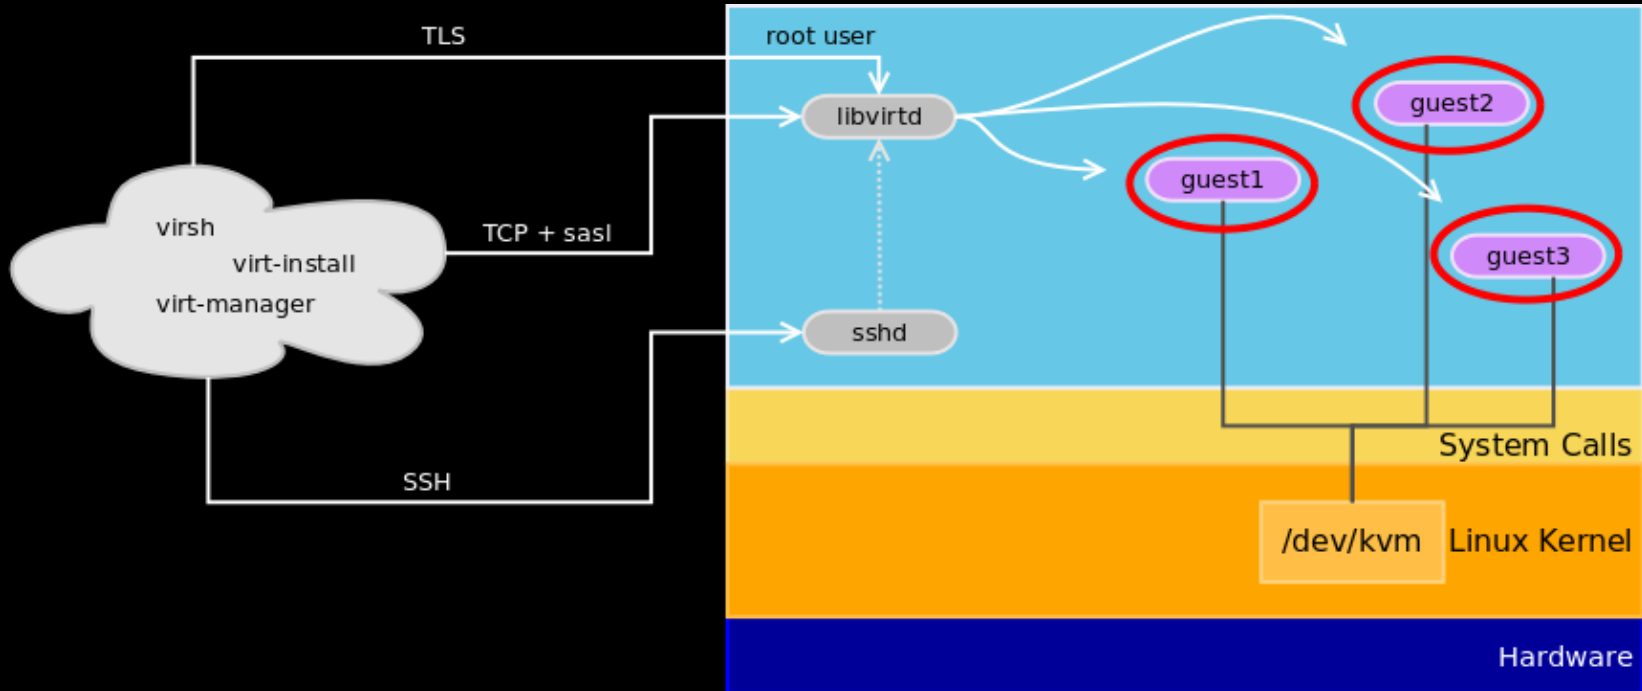 TLS
root user
libvirtd
guest2
guest1
virsh
TCP + sasl
virt-install
guest3
virt-manager
sshd
System Calls
SSH
/dev/kvm
Linux Kernel
Hardware